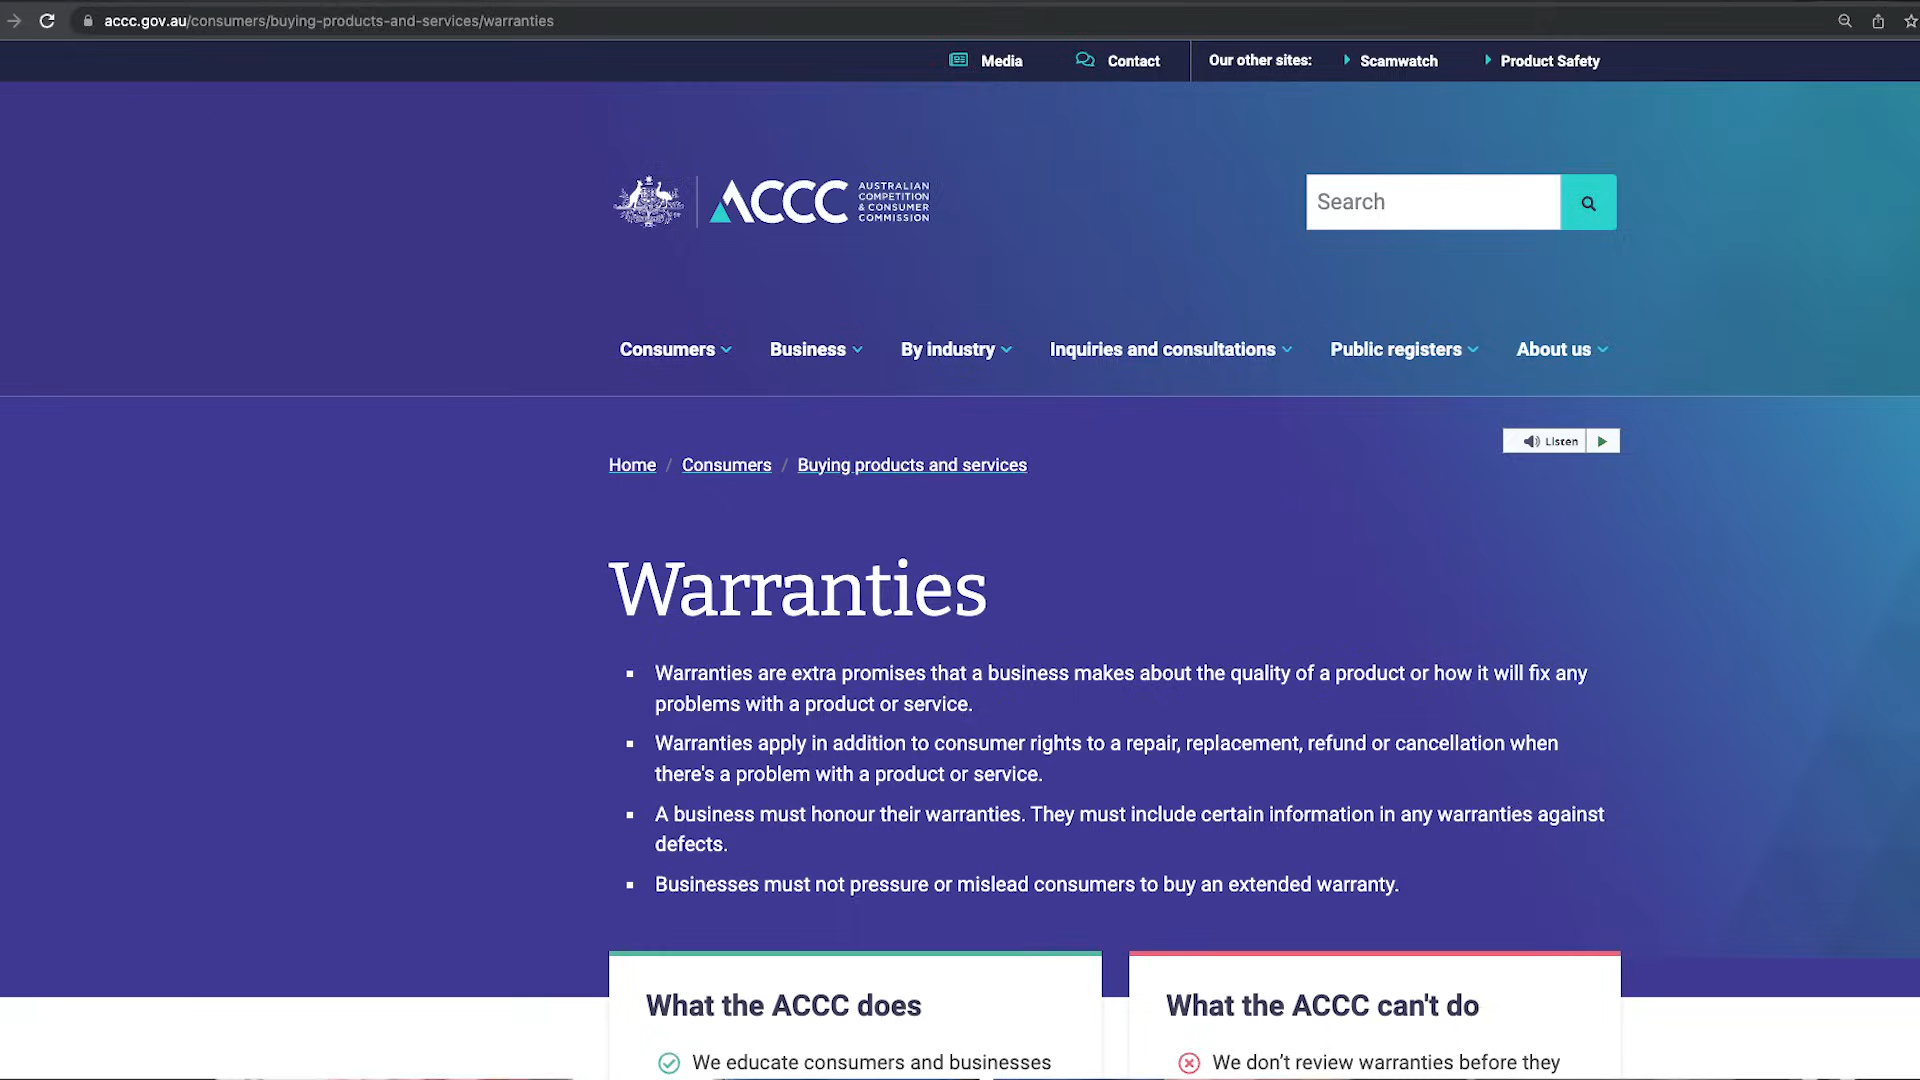 accc.gov.au/consumers/buying-products-and-services/warranties
Media
Contact
Our other sites:
Scamwatch
Product Safety
ACCC
AUSTRALIAN
COMPETITION
& CONSUMER
COMMISSION
Search
Consumers
Business
By industry
Inquiries and consultations
Public registers
About us
Listen
Home / Consumers / Buying products and services
Warranties
Warranties are extra promises that a business makes about the quality of a product or how it will fix any
problems with a product or service.
Warranties apply in addition to consumer rights to a repair, replacement, refund or cancellation when
there's a problem with a product or service.
A business must honour their warranties. They must include certain information in any warranties against
defects.
Businesses must not pressure or mislead consumers to buy an extended warranty.
What the ACCC does
We educate consumers and businesses
What the ACCC can't do
We don’t review warranties before they